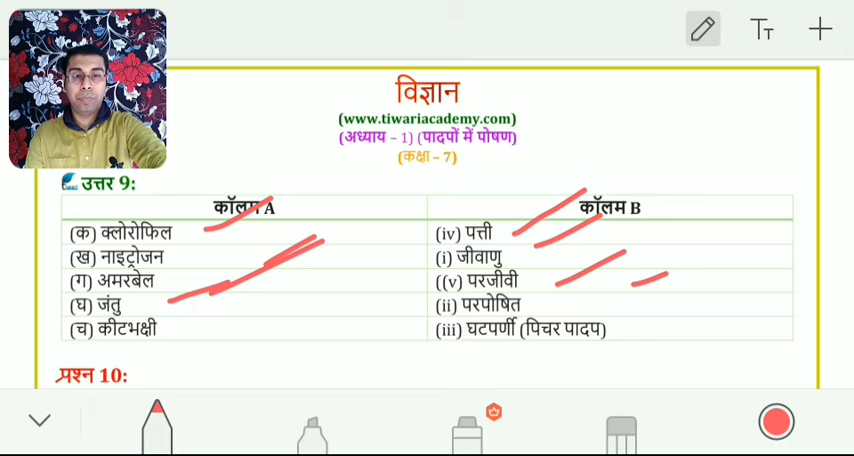 विज्ञान
(www.tiwariacademy.com)
(अध्याय – 1) (पादपों में पोषण)
(कक्षा – 7)
उत्तर 9:
कॉलम A कॉलम B
(क) क्लोरोफिल (iv) पत्ती
(ख) नाइट्रोजन (i) जीवाणु
(ग) अमरबेल ((v) परजीवी
(घ) जंतु (ii) परपोषित
(च) कीटभक्षी (iii) घटपर्णी (पिचर पादप)
प्रश्न 10: